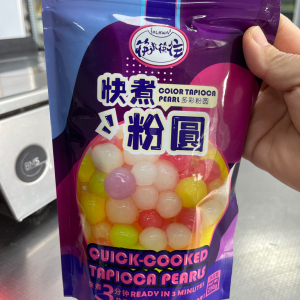 快煮
COLOR TAPIOCA
PEARL 多彩粉圓
粉圓
QUICK-COOKED
TAPIOCA PEARLS
3分钟 READY IN 3 MINUTES